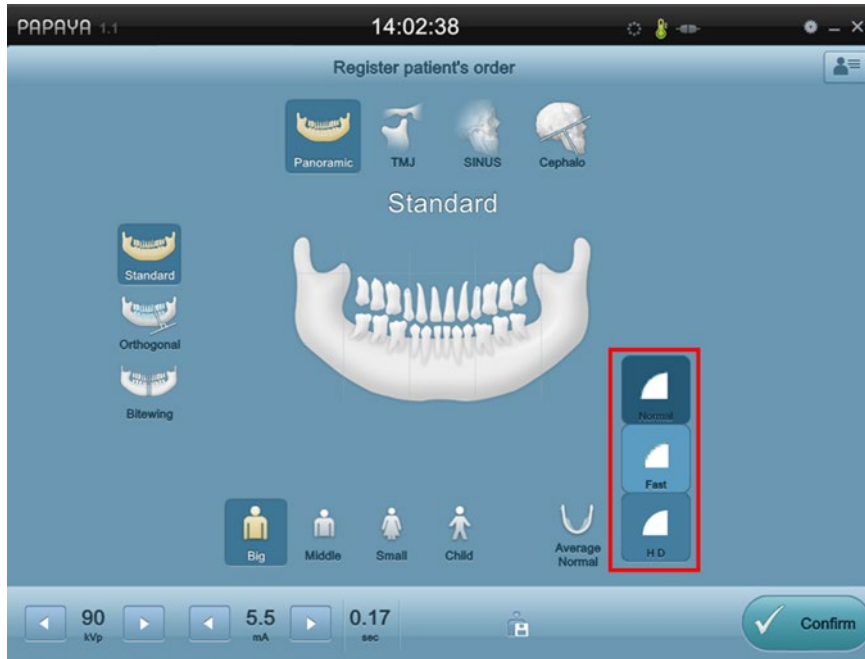 PAPAYA 1.1
14:02:38
Register patient's order
Panoramic
TMJ
SINUS
Cephalo
Standard
Standard
Orthogonal
Bitewing
Normal
Fast
H D
Big
Middle
Small
Child
Average
Normal
90
kVp
5.5
mA
0.17
sec
Confirm